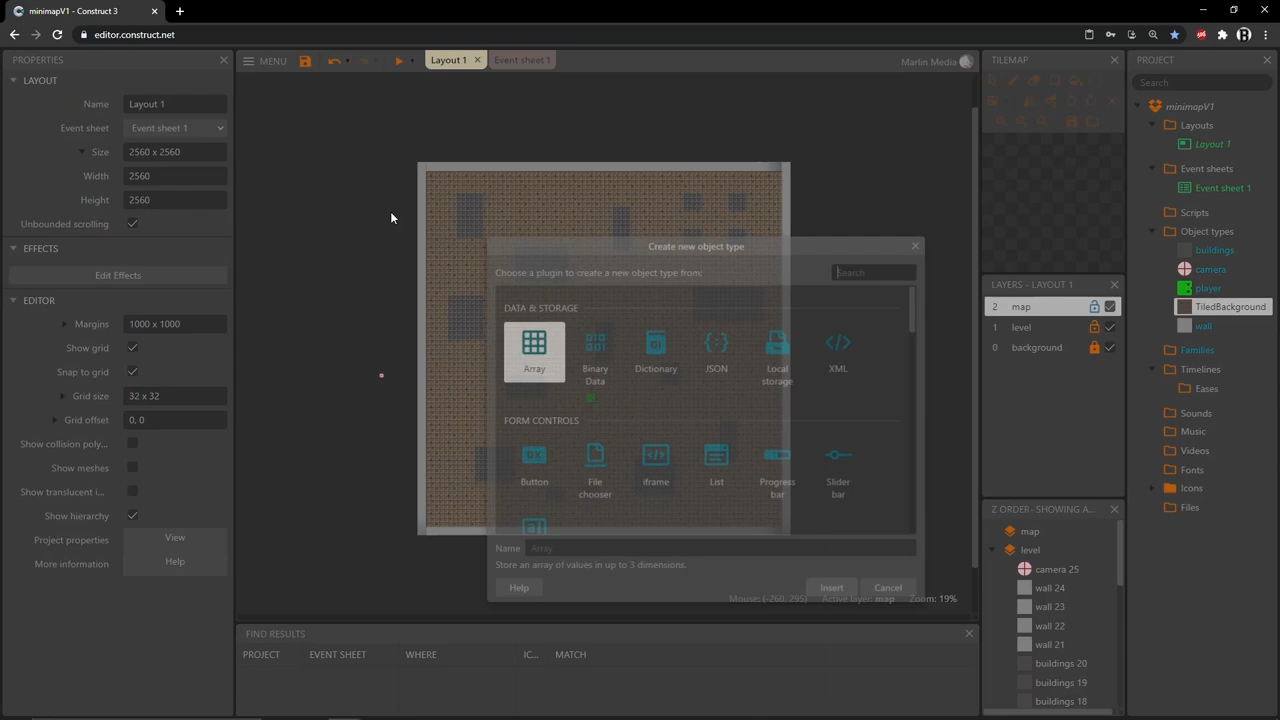 minimapV1 - Construct 3
editor.construct.net
PROPERTIES
LAYOUT
Name Layout 1
Event sheet Event sheet 1
Size 2560 x 2560
Width 2560
Height 2560
Unbounded scrolling
EFFECTS
Edit Effects
EDITOR
Margins 1000 x 1000
Show grid
Snap to grid
Grid size 32 x 32
Grid offset 0, 0
Show collision poly...
Show meshes
Show translucent i...
Show hierarchy
Project properties View
More information Help
MENU
Layout 1
Event sheet 1
Marlin Media
Create new object type
Choose a plugin to create a new object type from:
Search
DATA & STORAGE
Array
Binary
Data
Dictionary
JSON
Local
storage
XML
FORM CONTROLS
Button
File
chooser
iframe
List
Progress
bar
Slider
bar
Name Array
Store an array of values in up to 3 dimensions.
Help
Insert
Cancel
Mouse: (-260, 295) Active layer: map Zoom: 19%
FIND RESULTS
PROJECT EVENT SHEET WHERE IC... MATCH
TILEMAP
LAYERS - LAYOUT 1
2 map
1 level
0 background
Z ORDER - SHOWING A...
map
level
camera 25
wall 24
wall 23
wall 22
wall 21
buildings 20
buildings 19
buildings 18
PROJECT
Search
minimapV1
Layouts
Layout 1
Event sheets
Event sheet 1
Scripts
Object types
buildings
camera
player
TiledBackground
wall
Families
Timelines
Eases
Sounds
Music
Videos
Fonts
Icons
Files